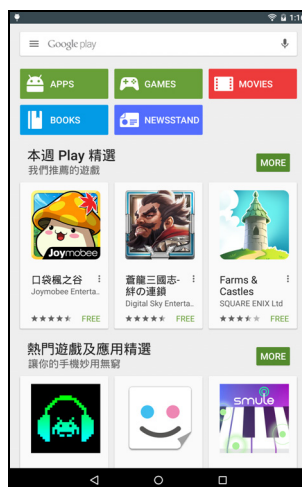 1:16
Google play
APPS
GAMES
MOVIES
BOOKS
NEWSSTAND
本週 Play 精選
我們推薦的遊戲
MORE
Joymobee
口袋楓之谷
Joymobee Enterta..
FREE
蒼龍三國志-
絆の連鎖
Digital Sky Enterta..
FREE
Farms &
Castles
SQUARE ENIX Ltd
FREE
熱門遊戲及應用精選
讓你的手機妙用無窮
MORE
smule